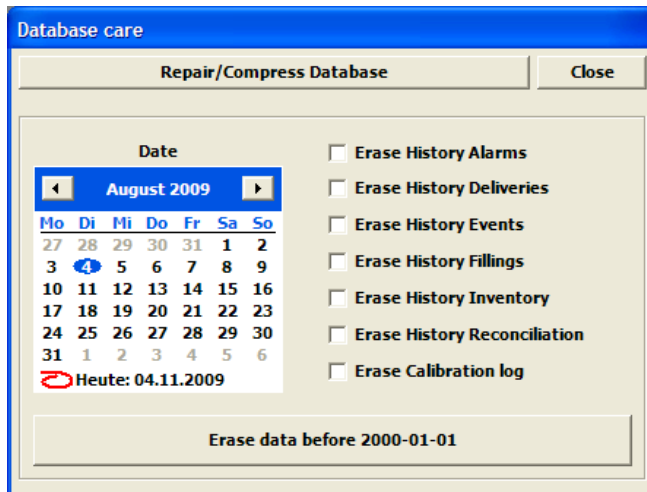 Database care
Repair/Compress Database
Close
Date
August 2009
Mo Di Mi Do Fr Sa So
27 28 29 30 31 1 2
3 4 5 6 7 8 9
10 11 12 13 14 15 16
17 18 19 20 21 22 23
24 25 26 27 28 29 30
31 1 2 3 4 5 6
Heute: 04.11.2009
Erase History Alarms
Erase History Deliveries
Erase History Events
Erase History Fillings
Erase History Inventory
Erase History Reconciliation
Erase Calibration log
Erase data before 2000-01-01